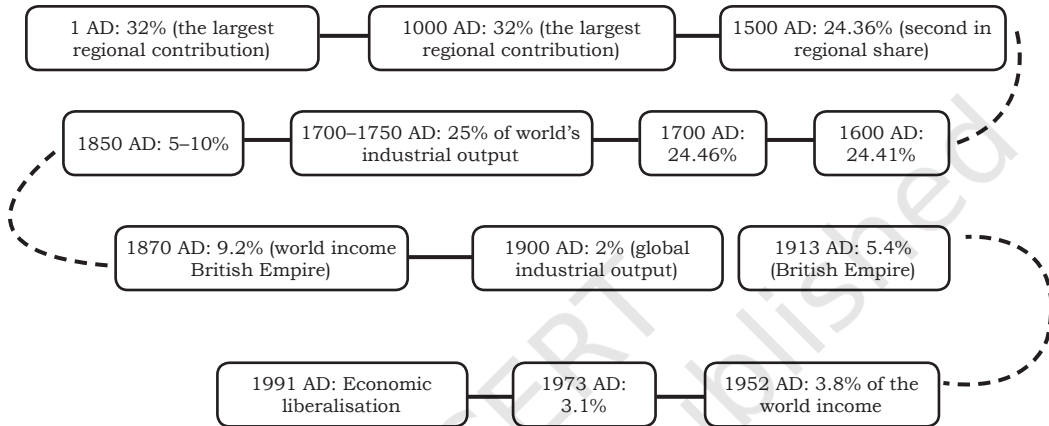 1 AD: 32% (the largest
regional contribution)
1000 AD: 32% (the largest
regional contribution)
1500 AD: 24.36% (second in
regional share)
1600 AD:
24.41%
1700 AD:
24.46%
1700–1750 AD: 25% of world’s
industrial output
1850 AD: 5–10%
1870 AD: 9.2% (world income
British Empire)
1900 AD: 2% (global
industrial output)
1913 AD: 5.4%
(British Empire)
1952 AD: 3.8% of the
world income
1973 AD:
3.1%
1991 AD: Economic
liberalisation